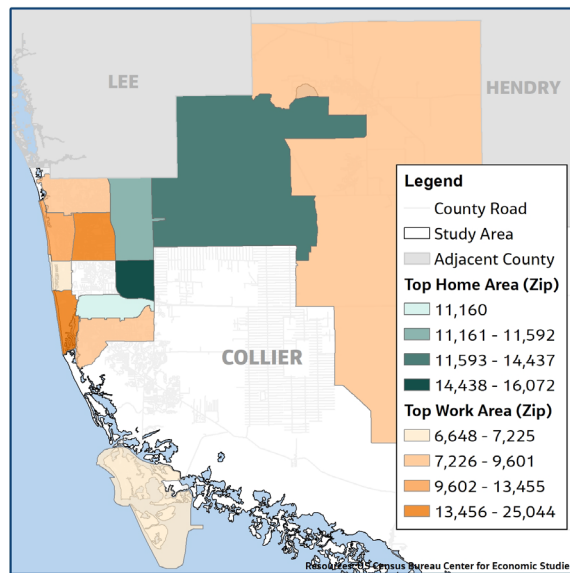 LEE
HENDRY
COLLIER
Legend
County Road
Study Area
Adjacent County
Top Home Area (Zip)
11,160
11,161 - 11,592
11,593 - 14,437
14,438 - 16,072
Top Work Area (Zip)
6,648 - 7,225
7,226 - 9,601
9,602 - 13,455
13,456 - 25,044
Resources: US Census Bureau Center for Economic Studie